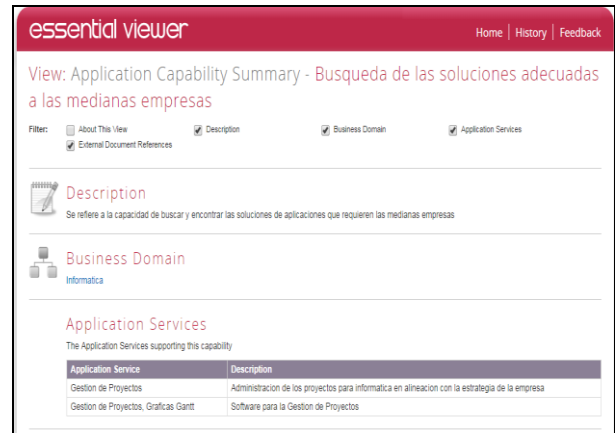 essential viewer
Home | History | Feedback
View: Application Capability Summary - Busqueda de las soluciones adecuadas
a las medianas empresas
Filter: About This View Description Business Domain Application Services
External Document References
Description
Se refiere a la capacidad de buscar y encontrar las soluciones de aplicaciones que requieren las medianas empresas
Business Domain
Informatica
Application Services
The Application Services supporting this capability
Application Service Description
Gestion de Proyectos Administracion de los proyectos para informatica en alineacion con la estrategia de la empresa
Gestion de Proyectos, Graficas Gantt Software para la Gestion de Proyectos